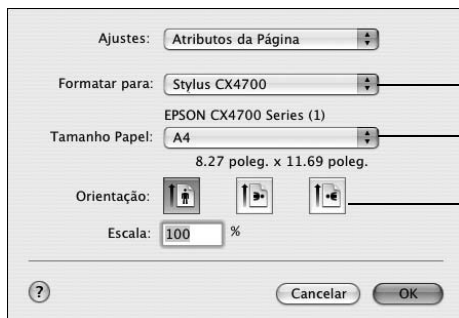 Ajustes: Atributos da Página
Formatar para: Stylus CX4700
EPSON CX4700 Series (1)
Tamanho Papel: A4
8.27 poleg. x 11.69 poleg.
Orientação:
Escala: 100 %
? Cancelar OK